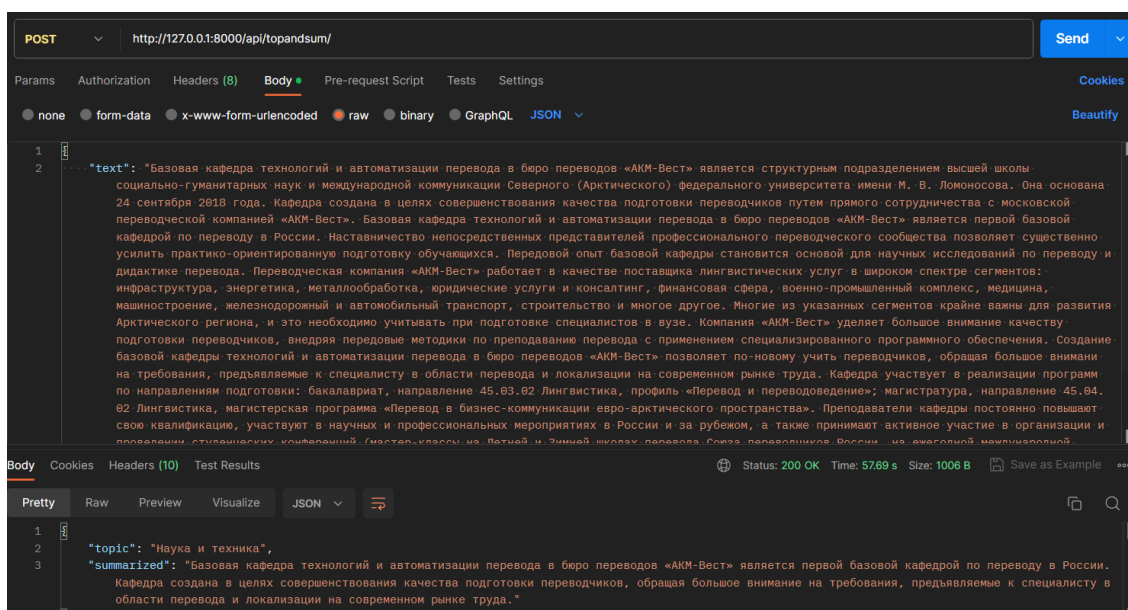 POST http://127.0.0.1:8000/api/topandsum/ Send
Params Authorization Headers (8) Body Pre-request Script Tests Settings Cookies
none form-data x-www-form-urlencoded raw binary GraphQL JSON Beautify
1 {
2 "text": "Базовая кафедра технологий и автоматизации перевода в бюро переводов «АКМ-Вест» является структурным подразделением высшей школы
социально-гуманитарных наук и международной коммуникации Северного (Арктического) федерального университета имени М. В. Ломоносова. Она основана
24 сентября 2018 года. Кафедра создана в целях совершенствования качества подготовки переводчиков путем прямого сотрудничества с московской
переводческой компанией «АКМ-Вест». Базовая кафедра технологий и автоматизации перевода в бюро переводов «АКМ-Вест» является первой базовой
кафедрой по переводу в России. Наставничество непосредственных представителей профессионального переводческого сообщества позволяет существенно
усилить практико-ориентированную подготовку обучающихся. Передовой опыт базовой кафедры становится основой для научных исследований по переводу и
дидактике перевода. Переводческая компания «АКМ-Вест» работает в качестве поставщика лингвистических услуг в широком спектре сегментов:
инфраструктура, энергетика, металлообработка, юридические услуги и консалтинг, финансовая сфера, военно-промышленный комплекс, медицина,
машиностроение, железнодорожный и автомобильный транспорт, строительство и многое другое. Многие из указанных сегментов крайне важны для развития
Арктического региона, и это необходимо учитывать при подготовке специалистов в вузе. Компания «АКМ-Вест» уделяет большое внимание качеству
подготовки переводчиков, внедряя передовые методики по преподаванию перевода с применением специализированного программного обеспечения. Создание
базовой кафедры технологий и автоматизации перевода в бюро переводов «АКМ-Вест» позволяет по-новому учить переводчиков, обращая большое внимани
на требования, предъявляемые к специалисту в области перевода и локализации на современном рынке труда. Кафедра участвует в реализации программ
по направлениям подготовки: бакалавриат, направление 45.03.02 Лингвистика, профиль «Перевод и переводоведение»; магистратура, направление 45.04.
02 Лингвистика, магистерская программа «Перевод в бизнес-коммуникации евро-арктического пространства». Преподаватели кафедры постоянно повышают
свою квалификацию, участвуют в научных и профессиональных мероприятиях в России и за рубежом, а также принимают активное участие в организации и
проведении студенческих конференций (мастер-классы на Летней и Зимней школах перевода Союза переводчиков России, на ежегодной международной
Body Cookies Headers (10) Test Results Status: 200 OK Time: 57.69 s Size: 1006 B Save as Example
Pretty Raw Preview Visualize JSON
1 {
2 "topic": "Наука и техника",
3 "summarized": "Базовая кафедра технологий и автоматизации перевода в бюро переводов «АКМ-Вест» является первой базовой кафедрой по переводу в России.
Кафедра создана в целях совершенствования качества подготовки переводчиков, обращая большое внимание на требования, предъявляемые к специалисту в
области перевода и локализации на современном рынке труда."